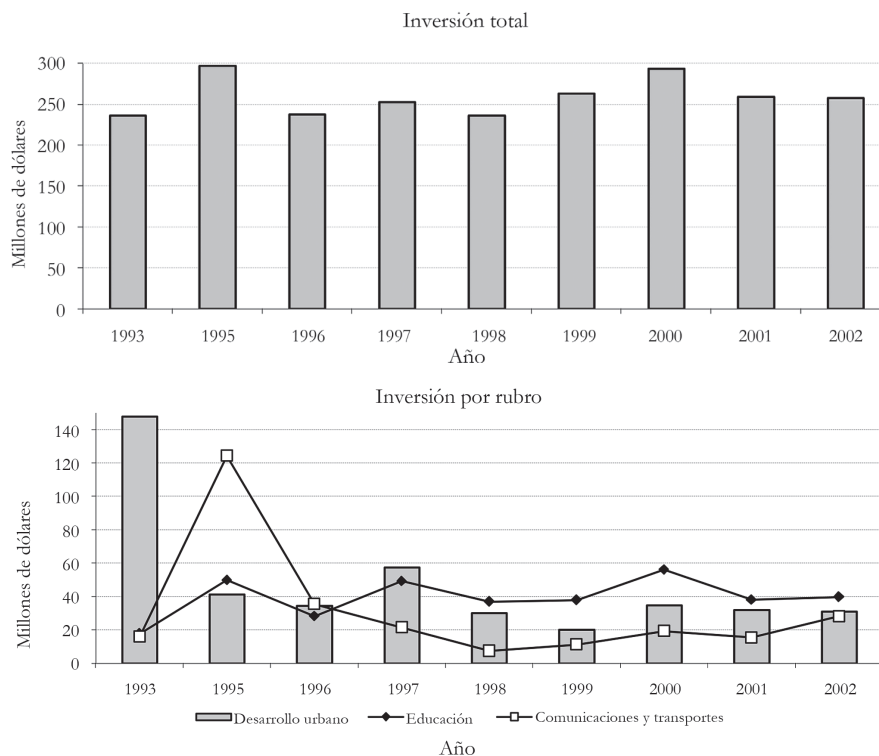 Inversión total
Millones de dólares
300
250
200
150
100
50
0
1993 1995 1996 1997 1998 1999 2000 2001 2002
Año
Inversión por rubro
Millones de dólares
140
120
100
80
60
40
20
0
1993 1995 1996 1997 1998 1999 2000 2001 2002
Desarrollo urbano Educación Comunicaciones y transportes
Año